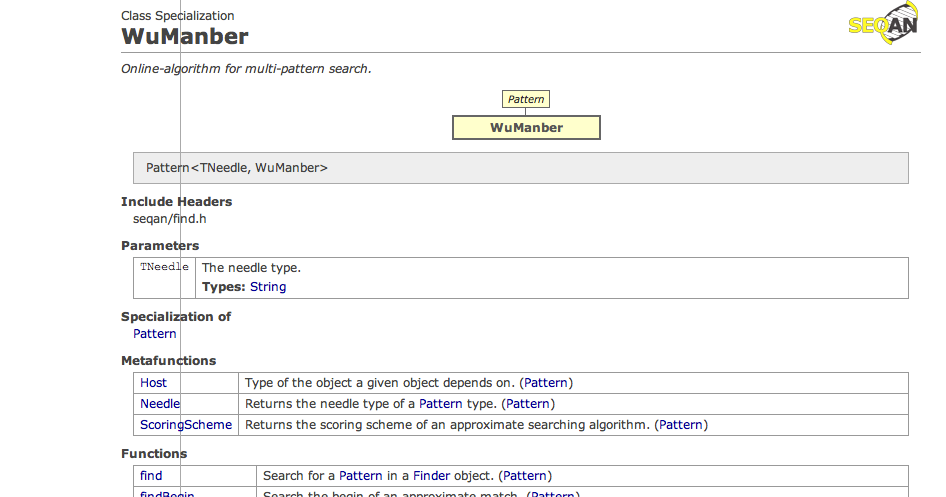 Class Specialization
WuManber
SEQAN
Online-algorithm for multi-pattern search.
Pattern
WuManber
Pattern<TNeedle, WuManber>
Include Headers
seqan/find.h
Parameters
TNeedle The needle type.
Types: String
Specialization of
Pattern
Metafunctions
Host Type of the object a given object depends on. (Pattern)
Needle Returns the needle type of a Pattern type. (Pattern)
ScoringScheme Returns the scoring scheme of an approximate searching algorithm. (Pattern)
Functions
find Search for a Pattern in a Finder object. (Pattern)
findBegin Search the begin of an approximate match. (Pattern)